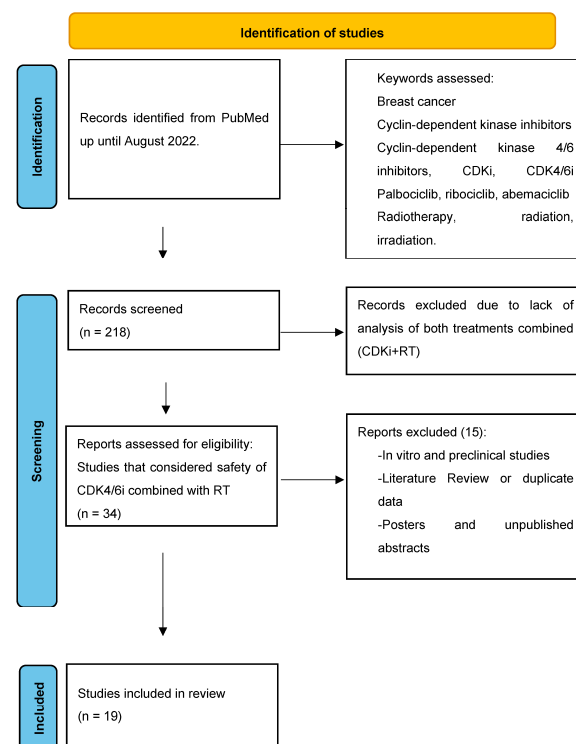 Identification of studies
Identification
Records identified from PubMed
up until August 2022.
Keywords assessed:
Breast cancer
Cyclin-dependent kinase inhibitors
Cyclin-dependent kinase 4/6
inhibitors, CDKi, CDK4/6i
Palbociclib, ribociclib, abemaciclib
Radiotherapy, radiation,
irradiation.
Screening
Records screened
(n = 218)
Records excluded due to lack of
analysis of both treatments combined
(CDKi+RT)
Reports assessed for eligibility:
Studies that considered safety of
CDK4/6i combined with RT
(n = 34)
Reports excluded (15):
-In vitro and preclinical studies
-Literature Review or duplicate
data
-Posters and unpublished
abstracts
Included
Studies included in review
(n = 19)